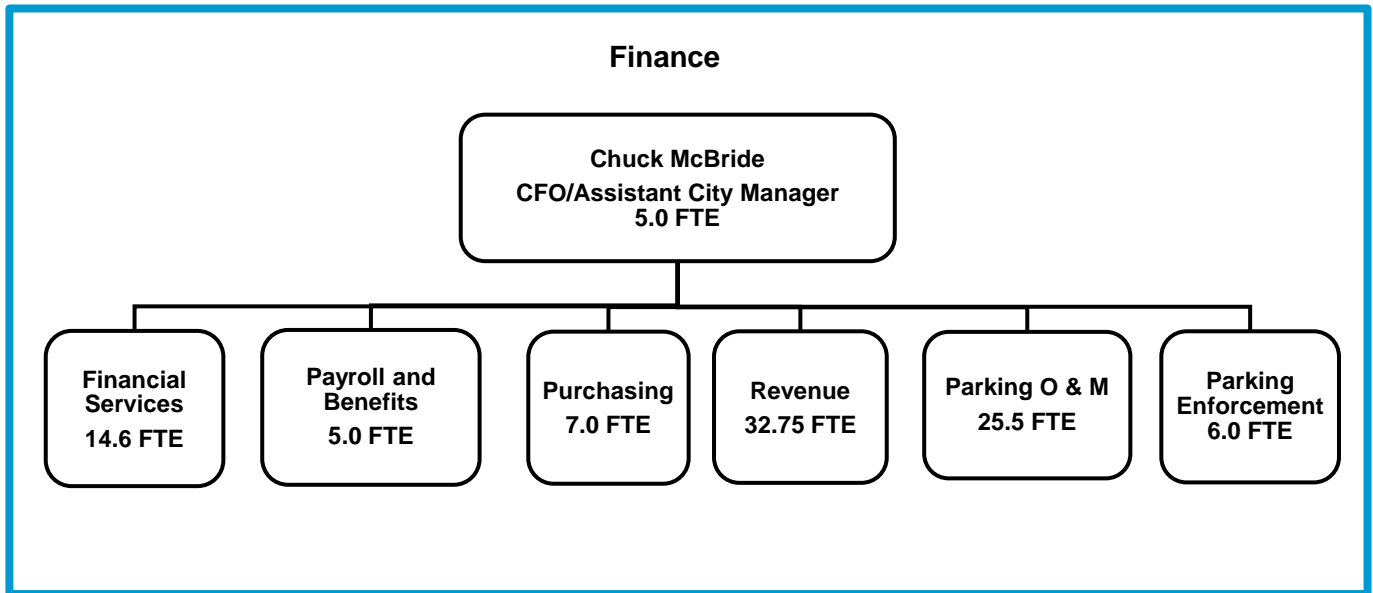 Finance
Chuck McBride
CFO/Assistant City Manager
5.0 FTE
Financial
Services
14.6 FTE
Payroll and
Benefits
5.0 FTE
Purchasing
7.0 FTE
Revenue
32.75 FTE
Parking O & M
25.5 FTE
Parking
Enforcement
6.0 FTE